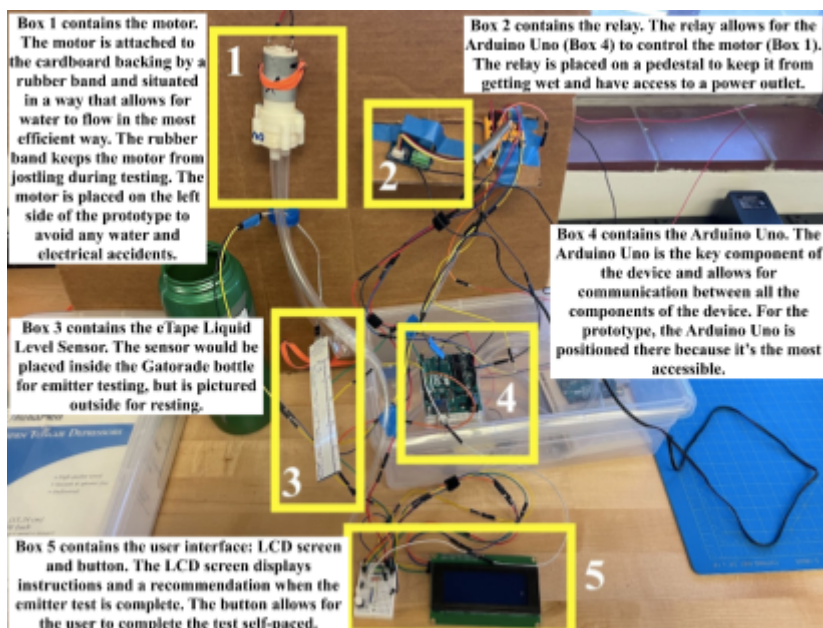 Box 1 contains the motor.
The motor is attached to
the cardboard backing by a
rubber band and situated
in a way that allows for
water to flow in the most
efficient way. The rubber
band keeps the motor from
jostling during testing. The
motor is placed on the left
side of the prototype to
avoid any water and
electrical accidents.
1
Box 2 contains the relay. The relay allows for the
Arduino Uno (Box 4) to control the motor (Box 1).
The relay is placed on a pedestal to keep it from
getting wet and have access to a power outlet.
2
Box 3 contains the eTape Liquid
Level Sensor. The sensor would be
placed inside the Gatorade bottle
for emitter testing, but is pictured
outside for resting.
3
Box 4 contains the Arduino Uno. The
Arduino Uno is the key component of
the device and allows for
communication between all the
components of the device. For the
prototype, the Arduino Uno is
positioned there because it's the most
accessible.
4
TONGUE DEPRESSORS
Box 5 contains the user interface: LCD screen
and button. The LCD screen displays
instructions and a recommendation when the
emitter test is complete. The button allows for
the user to complete the test self-paced.
5